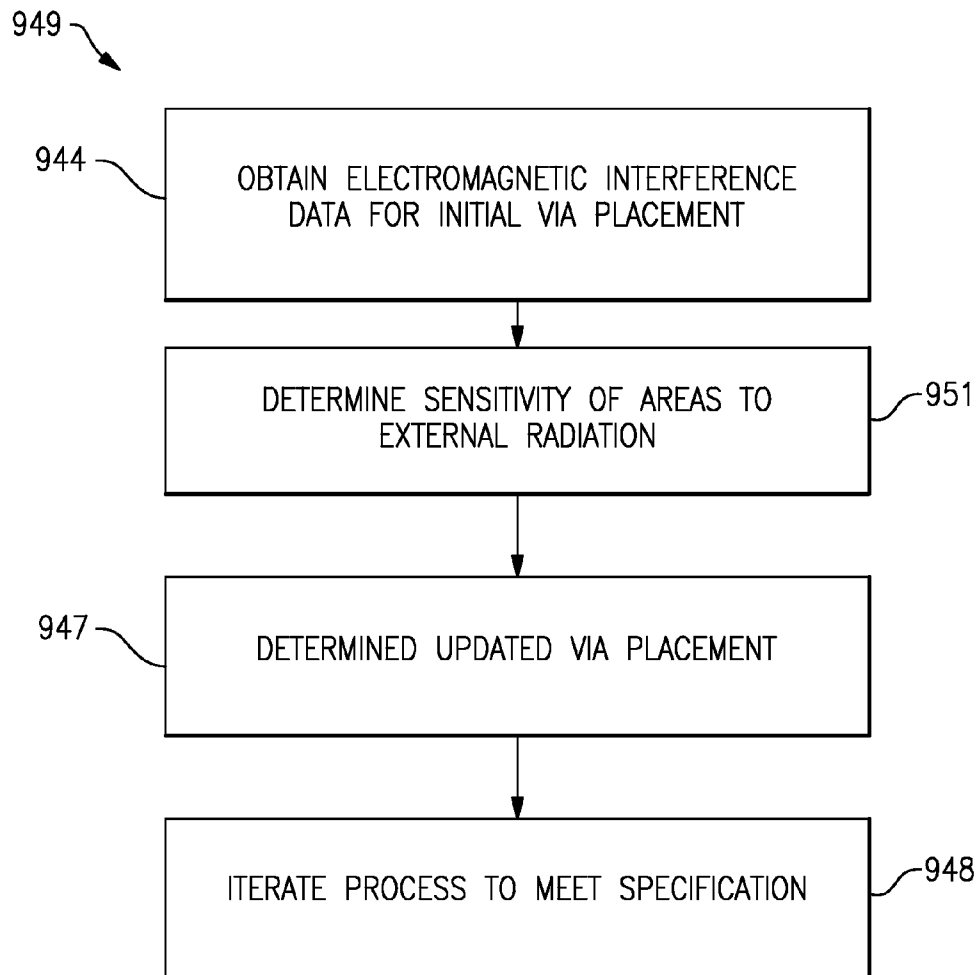 949
944
OBTAIN ELECTROMAGNETIC INTERFERENCE
DATA FOR INITIAL VIA PLACEMENT
DETERMINE SENSITIVITY OF AREAS TO
EXTERNAL RADIATION
951
947
DETERMINED UPDATED VIA PLACEMENT
ITERATE PROCESS TO MEET SPECIFICATION
948